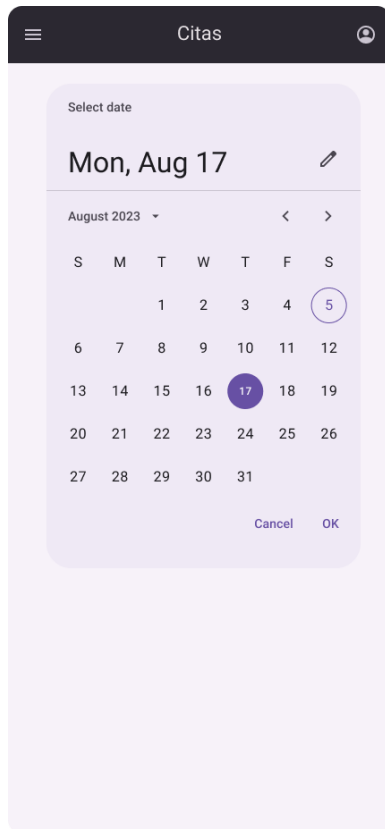 Citas
Select date
Mon, Aug 17
August 2023
S M T W T F S
1 2 3 4 5
6 7 8 9 10 11 12
13 14 15 16 17 18 19
20 21 22 23 24 25 26
27 28 29 30 31
Cancel OK